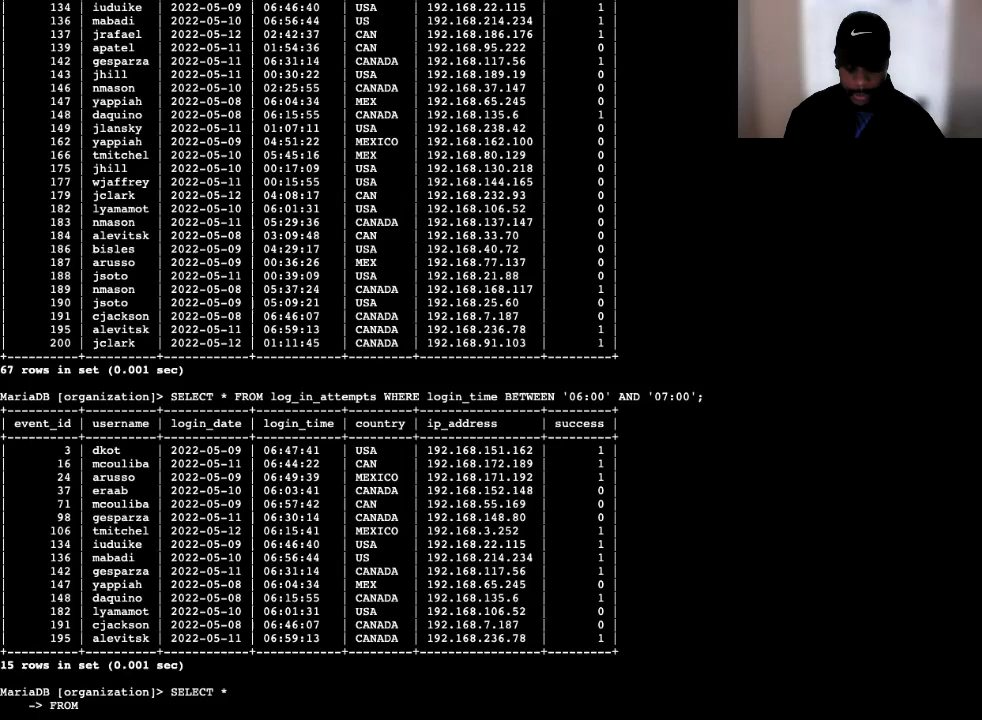 | 134 | iuduike | 2022-05-09 | 06:46:40 | USA | 192.168.22.115 | 1 |
| 136 | mabadi | 2022-05-10 | 06:56:44 | US | 192.168.214.234 | 1 |
| 137 | jrafael | 2022-05-12 | 02:42:37 | CAN | 192.168.186.176 | 1 |
| 139 | apatel | 2022-05-11 | 01:54:36 | CAN | 192.168.95.222 | 0 |
| 142 | gesparza | 2022-05-11 | 06:31:14 | CANADA | 192.168.117.56 | 1 |
| 143 | jhill | 2022-05-11 | 00:30:22 | USA | 192.168.189.19 | 0 |
| 146 | nmason | 2022-05-10 | 02:25:55 | CANADA | 192.168.37.147 | 0 |
| 147 | yappiah | 2022-05-08 | 06:04:34 | MEX | 192.168.65.245 | 0 |
| 148 | daquino | 2022-05-08 | 06:15:55 | CANADA | 192.168.135.6 | 1 |
| 149 | jlansky | 2022-05-11 | 01:07:11 | USA | 192.168.238.42 | 0 |
| 162 | yappiah | 2022-05-09 | 04:51:22 | MEXICO | 192.168.162.100 | 0 |
| 166 | tmitchel | 2022-05-10 | 05:45:16 | MEX | 192.168.80.129 | 0 |
| 175 | jhill | 2022-05-10 | 00:17:09 | USA | 192.168.130.218 | 0 |
| 177 | wjaffrey | 2022-05-11 | 00:15:55 | USA | 192.168.144.165 | 0 |
| 179 | jclark | 2022-05-12 | 04:08:17 | CAN | 192.168.232.93 | 0 |
| 182 | lyamamot | 2022-05-10 | 06:01:31 | USA | 192.168.106.52 | 0 |
| 183 | nmason | 2022-05-11 | 05:29:36 | CANADA | 192.168.137.147 | 0 |
| 184 | alevitsk | 2022-05-08 | 03:09:48 | CAN | 192.168.33.70 | 0 |
| 186 | bisles | 2022-05-09 | 04:29:17 | USA | 192.168.40.72 | 0 |
| 187 | arusso | 2022-05-09 | 00:36:26 | MEX | 192.168.77.137 | 0 |
| 188 | jsoto | 2022-05-11 | 00:39:09 | USA | 192.168.21.88 | 0 |
| 189 | nmason | 2022-05-08 | 05:37:24 | CANADA | 192.168.168.117 | 1 |
| 190 | jsoto | 2022-05-09 | 05:09:21 | USA | 192.168.25.60 | 0 |
| 191 | cjackson | 2022-05-08 | 06:46:07 | CANADA | 192.168.7.187 | 0 |
| 195 | alevitsk | 2022-05-11 | 06:59:13 | CANADA | 192.168.236.78 | 1 |
| 200 | jclark | 2022-05-12 | 01:11:45 | CANADA | 192.168.91.103 | 1 |
+----------+----------+------------+------------+---------+-----------------+---------+
67 rows in set (0.001 sec)
MariaDB [organization]> SELECT * FROM log_in_attempts WHERE login_time BETWEEN '06:00' AND '07:00';
+----------+----------+------------+------------+---------+-----------------+---------+
| event_id | username | login_date | login_time | country | ip_address | success |
+----------+----------+------------+------------+---------+-----------------+---------+
| 3 | dkot | 2022-05-09 | 06:47:41 | USA | 192.168.151.162 | 1 |
| 16 | mcouliba | 2022-05-11 | 06:44:22 | CAN | 192.168.172.189 | 1 |
| 24 | arusso | 2022-05-09 | 06:49:39 | MEXICO | 192.168.171.192 | 1 |
| 37 | eraab | 2022-05-10 | 06:03:41 | CANADA | 192.168.152.148 | 0 |
| 71 | mcouliba | 2022-05-09 | 06:57:42 | CAN | 192.168.55.169 | 0 |
| 98 | gesparza | 2022-05-11 | 06:30:14 | CANADA | 192.168.148.80 | 0 |
| 106 | tmitchel | 2022-05-12 | 06:15:41 | MEXICO | 192.168.3.252 | 1 |
| 134 | iuduike | 2022-05-09 | 06:46:40 | USA | 192.168.22.115 | 1 |
| 136 | mabadi | 2022-05-10 | 06:56:44 | US | 192.168.214.234 | 1 |
| 142 | gesparza | 2022-05-11 | 06:31:14 | CANADA | 192.168.117.56 | 1 |
| 147 | yappiah | 2022-05-08 | 06:04:34 | MEX | 192.168.65.245 | 0 |
| 148 | daquino | 2022-05-08 | 06:15:55 | CANADA | 192.168.135.6 | 1 |
| 182 | lyamamot | 2022-05-10 | 06:01:31 | USA | 192.168.106.52 | 0 |
| 191 | cjackson | 2022-05-08 | 06:46:07 | CANADA | 192.168.7.187 | 0 |
| 195 | alevitsk | 2022-05-11 | 06:59:13 | CANADA | 192.168.236.78 | 1 |
+----------+----------+------------+------------+---------+-----------------+---------+
15 rows in set (0.001 sec)
MariaDB [organization]> SELECT *
-> FROM